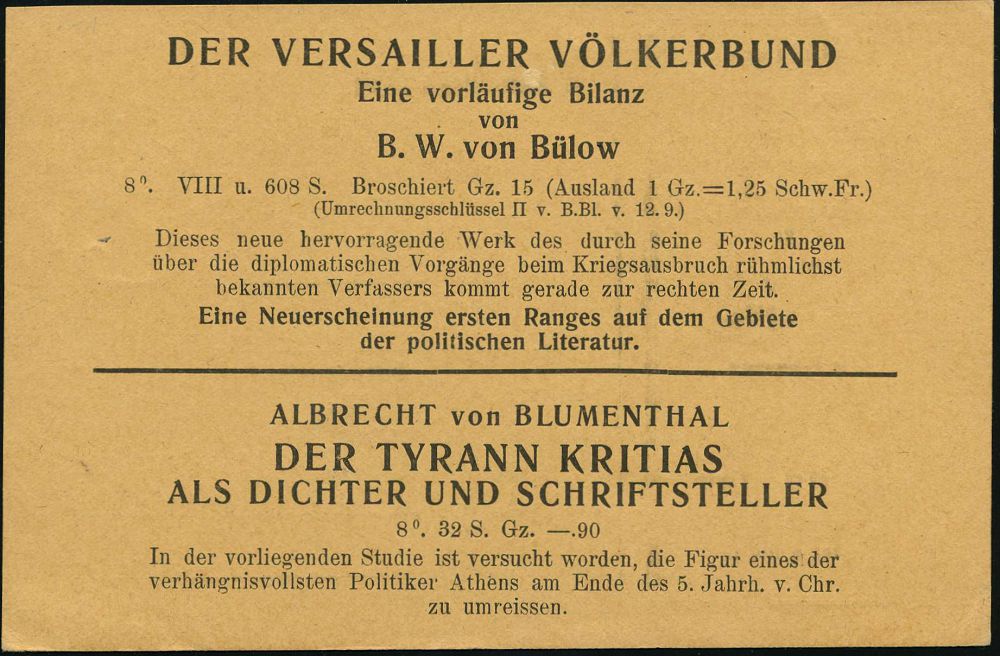 DER VERSAILLER VÖLKERBUND
Eine vorläufige Bilanz
von
B. W. von Bülow
8⁰. VIII u. 608 S. Broschiert Gz. 15 (Ausland 1 Gz.=1,25 Schw.Fr.)
(Umrechnungsschlüssel II v. B.Bl. v. 12. 9.)
Dieses neue hervorragende Werk des durch seine Forschungen
über die diplomatischen Vorgänge beim Kriegsausbruch rühmlichst
bekannten Verfassers kommt gerade zur rechten Zeit.
Eine Neuerscheinung ersten Ranges auf dem Gebiete
der politischen Literatur.
ALBRECHT von BLUMENTHAL
DER TYRANN KRITIAS
ALS DICHTER UND SCHRIFTSTELLER
8⁰. 32 S. Gz. —.90
In der vorliegenden Studie ist versucht worden, die Figur eines der
verhängnisvollsten Politiker Athens am Ende des 5. Jahrh. v. Chr.
zu umreissen.